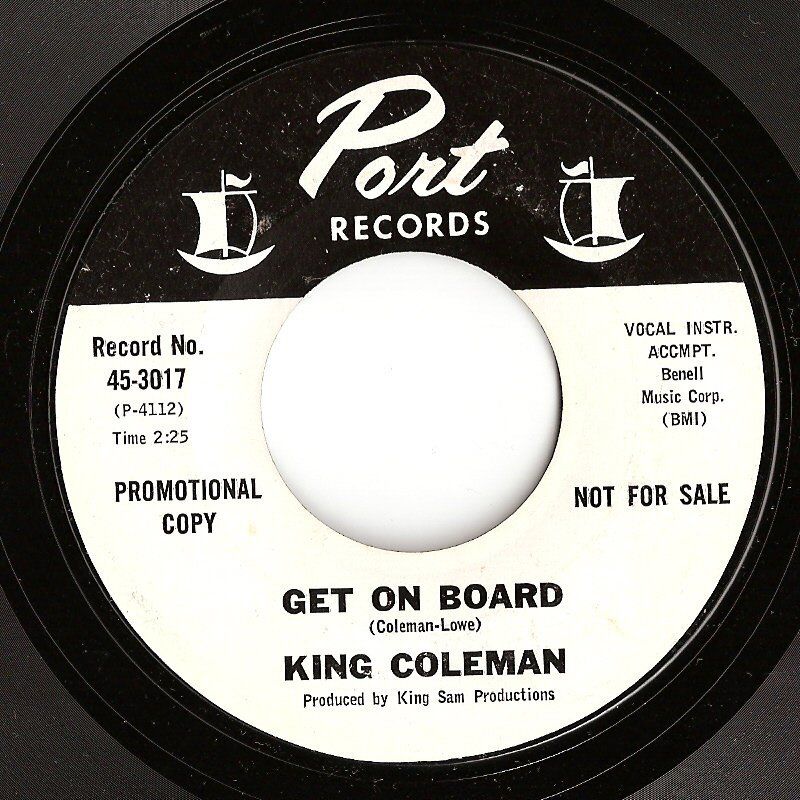 Port
RECORDS
Record No.
45-3017
(P-4112)
Time 2:25
VOCAL INSTR.
ACCMPT.
Benell
Music Corp.
(BMI)
PROMOTIONAL
COPY
NOT FOR SALE
GET ON BOARD
(Coleman-Lowe)
KING COLEMAN
Produced by King Sam Productions